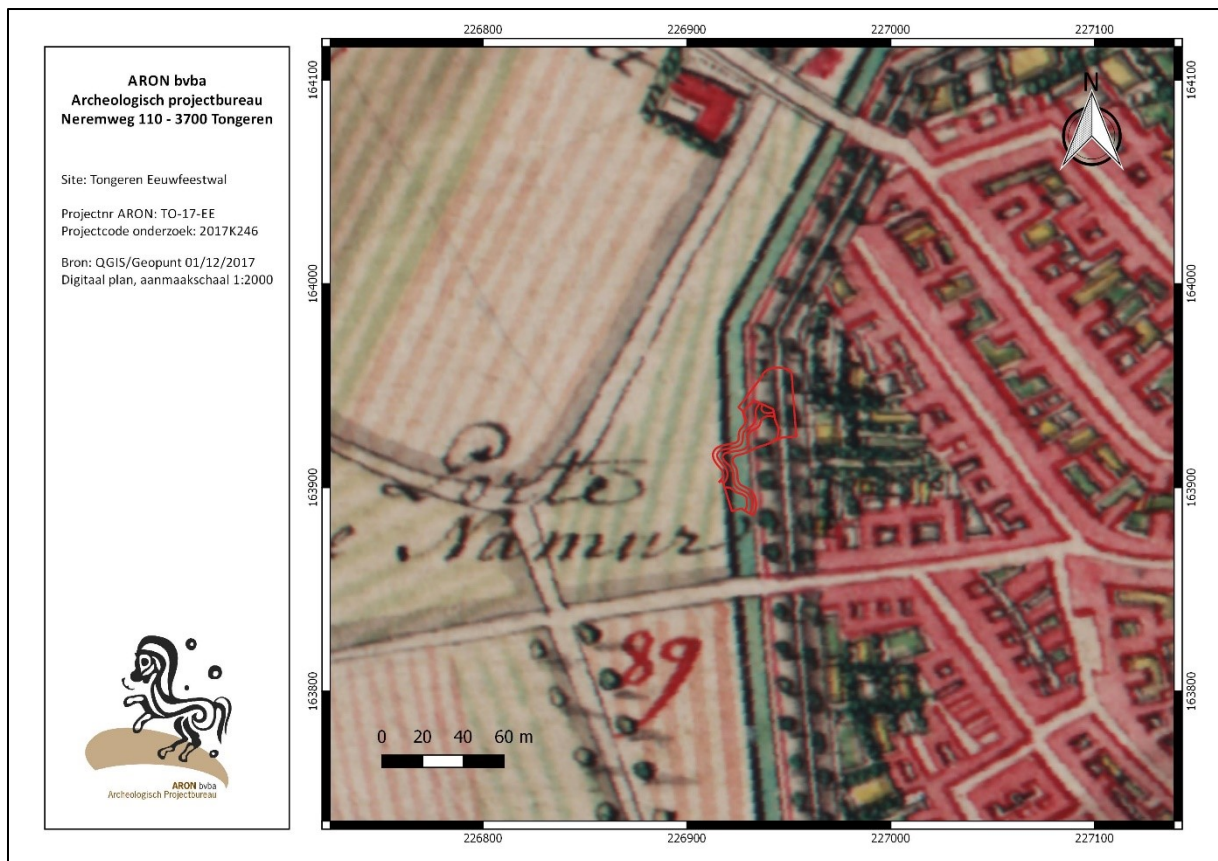 ARON bvba
Archeologisch projectbureau
Neremweg 110 - 3700 Tongeren
Site: Tongeren Eeuwfeestwal
Projectnr ARON: TO-17-EE
Projectcode onderzoek: 2017K246
Bron: QGIS/Geopunt 01/12/2017
Digitaal plan, aanmaakschaal 1:2000
ARON bvba
Archeologisch Projectbureau
226800 226900 227000 227100
164100 164100
N
164000 164000
163900 163900
Porte
e Namur
89
163800 163800
0 20 40 60 m
226800 226900 227000 227100